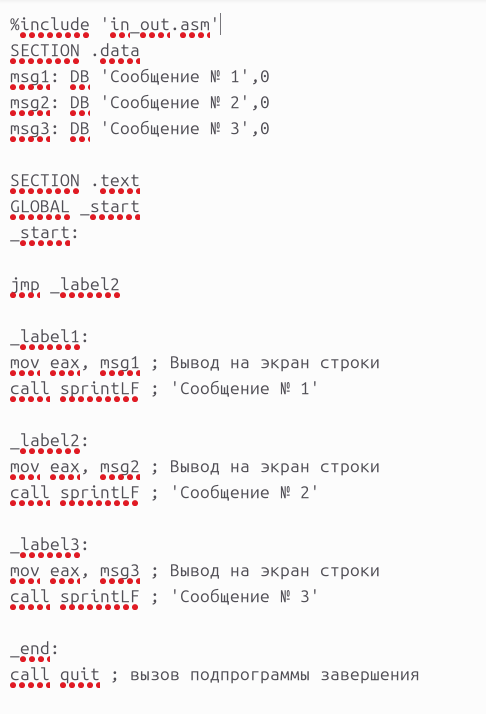 %include 'in_out.asm'
SECTION .data
msg1: DB 'Сообщение № 1',0
msg2: DB 'Сообщение № 2',0
msg3: DB 'Сообщение № 3',0
SECTION .text
GLOBAL _start
_start:
jmp _label2
_label1:
mov eax, msg1 ; Вывод на экран строки
call sprintLF ; 'Сообщение № 1'
_label2:
mov eax, msg2 ; Вывод на экран строки
call sprintLF ; 'Сообщение № 2'
_label3:
mov eax, msg3 ; Вывод на экран строки
call sprintLF ; 'Сообщение № 3'
_end:
call quit ; вызов подпрограммы завершения